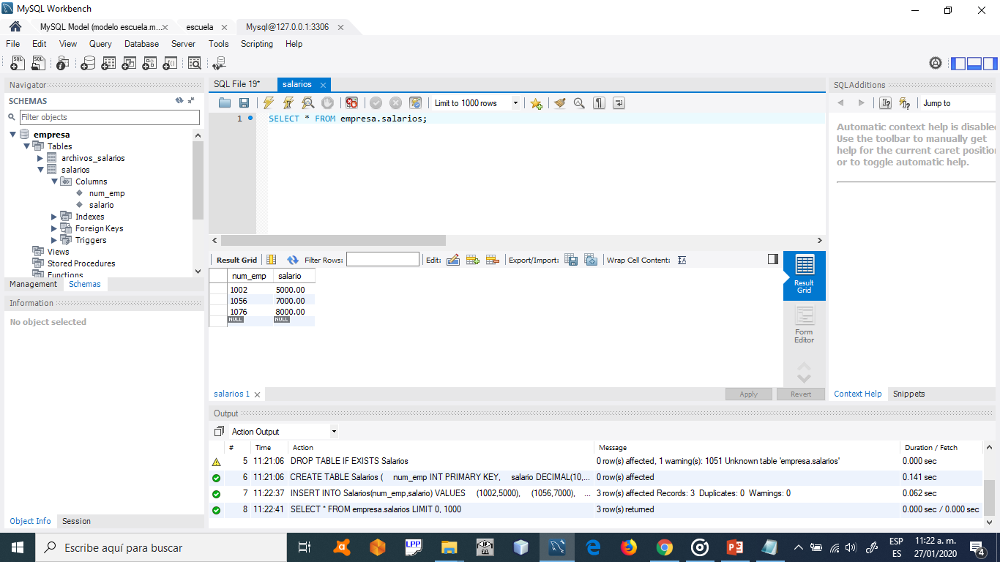 MySQL Workbench
MySQL Model (modelo escuela.m...
escuela
Mysql@127.0.0.1:3306
File Edit View Query Database Server Tools Scripting Help
Navigator
SCHEMAS
Filter objects
empresa
Tables
archivos_salarios
salarios
Columns
num_emp
salario
Indexes
Foreign Keys
Triggers
Views
Stored Procedures
Functions
Management Schemas
Information
No object selected
Object Info Session
SQL File 19* salarios
Limit to 1000 rows
1 SELECT * FROM empresa.salarios;
Result Grid Filter Rows: Edit: Export/Import: Wrap Cell Content:
num_emp salario
1002 5000.00
1056 7000.00
1076 8000.00
NULL NULL
Result
Grid
Form
Editor
salarios 1
Apply Revert
SQLAdditions
Jump to
Automatic context help is disabled
Use the toolbar to manually get
help for the current caret position
or to toggle automatic help.
Context Help Snippets
Output
Action Output
# Time Action Message Duration / Fetch
5 11:21:06 DROP TABLE IF EXISTS Salarios 0 row(s) affected, 1 warning(s): 1051 Unknown table 'empresa.salarios' 0.000 sec
6 11:21:06 CREATE TABLE Salarios ( num_emp INT PRIMARY KEY, salario DECIMAL(10,... 0 row(s) affected 0.141 sec
7 11:22:37 INSERT INTO Salarios(num_emp,salario) VALUES (1002,5000), (1056,7000), ... 3 row(s) affected Records: 3 Duplicates: 0 Warnings: 0 0.062 sec
8 11:22:41 SELECT * FROM empresa.salarios LIMIT 0, 1000 3 row(s) returned 0.000 sec / 0.000 sec
Escribe aquí para buscar
LPP
ESP
ES
11:22 a. m.
27/01/2020
4